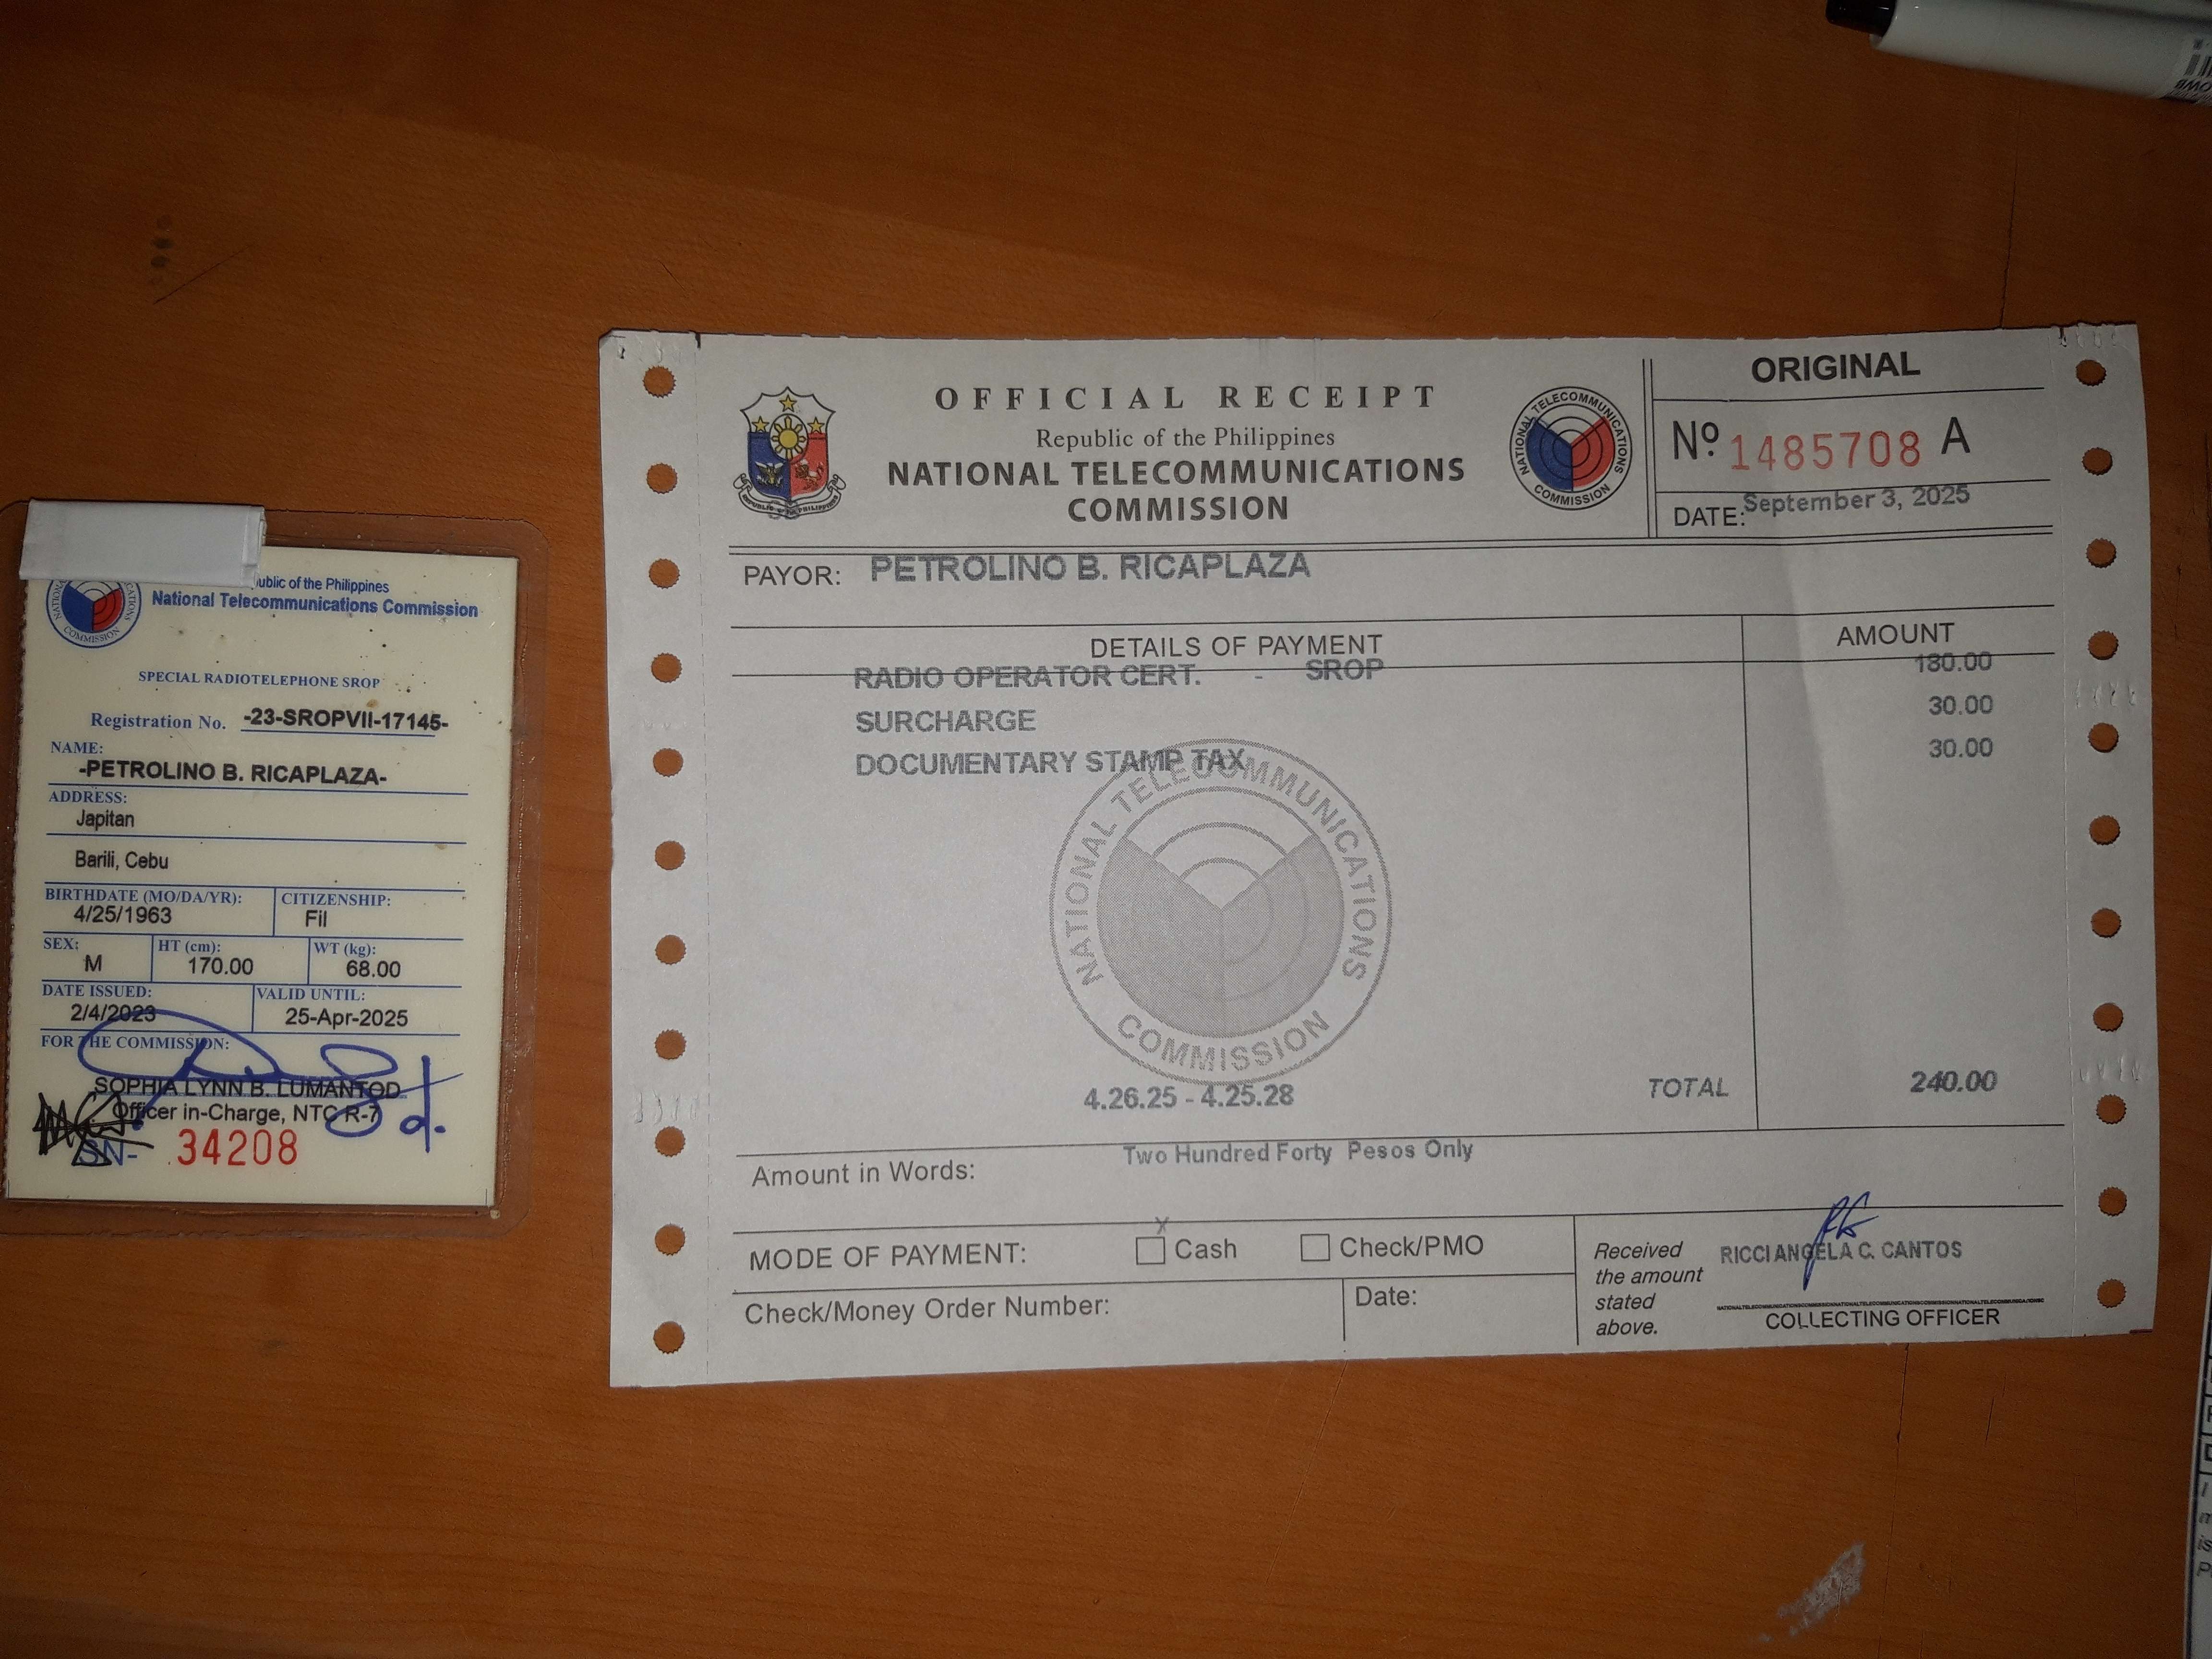 ublic of the Philippines
National Telecommunications Commission
COMMISSION
SPECIAL RADIOTELEPHONE SROP
Registration No. -23-SROPVII-17145-
NAME:
-PETROLINO B. RICAPLAZA-
ADDRESS:
Japitan
Barili, Cebu
BIRTHDATE (MO/DA/YR): CITIZENSHIP:
4/25/1963 Fil
SEX: HT (cm): WT (kg):
M 170.00 68.00
DATE ISSUED: VALID UNTIL:
2/4/2023 25-Apr-2025
FOR THE COMMISSION:
SOPHIA LYNN B. LUMANTOD
Officer in-Charge, NTC R-7
SN- 34208
OFFICIAL RECEIPT
Republic of the Philippines
NATIONAL TELECOMMUNICATIONS
COMMISSION
NATIONAL TELECOMMUNICATIONS COMMISSION
ORIGINAL
Nº 1485708 A
DATE: September 3, 2025
PAYOR: PETROLINO B. RICAPLAZA
DETAILS OF PAYMENT AMOUNT
RADIO OPERATOR CERT. - SROP 180.00
SURCHARGE 30.00
DOCUMENTARY STAMP TAX 30.00
NATIONAL TELECOMMUNICATIONS COMMISSION
4.26.25 - 4.25.28 TOTAL 240.00
Amount in Words: Two Hundred Forty Pesos Only
MODE OF PAYMENT: X Cash Check/PMO
Check/Money Order Number: Date:
Received
the amount
stated
above.
RICCI ANGELA C. CANTOS
COLLECTING OFFICER